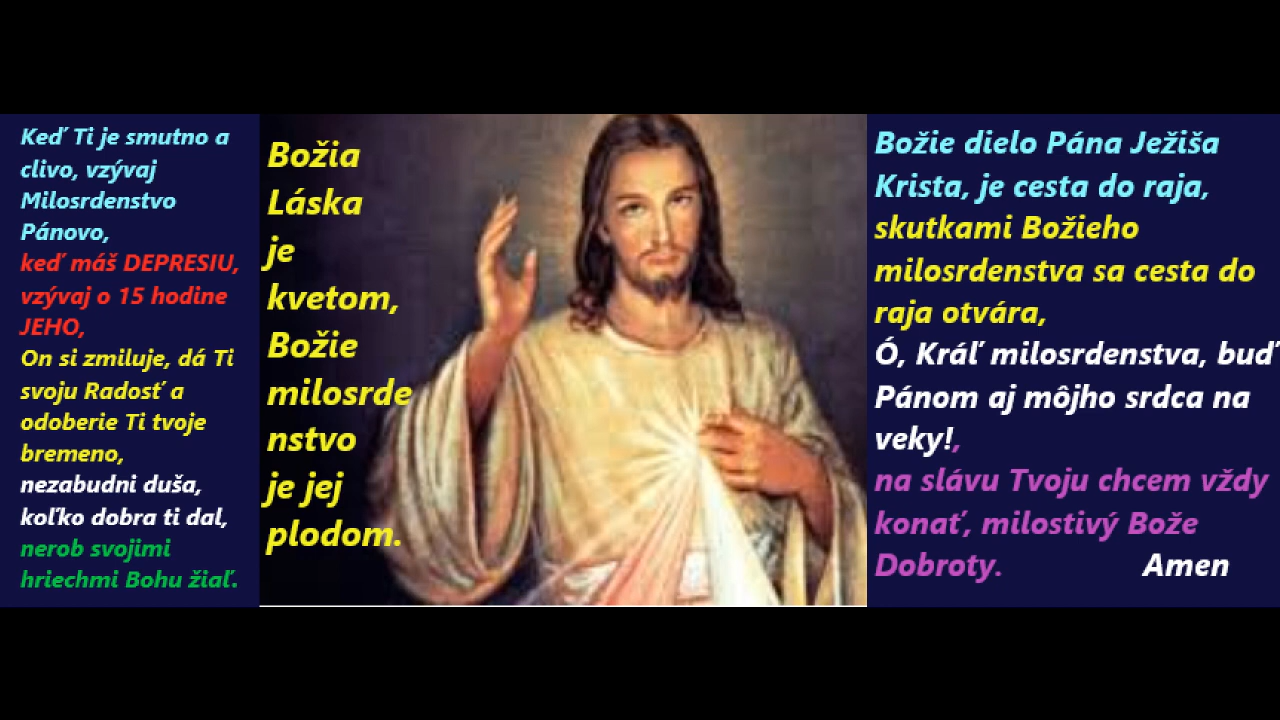 Keď Ti je smutno a
clivo, vzývaj
Milosrdenstvo
Pánovo,
keď máš DEPRESIU,
vzývaj o 15 hodine
JEHO,
On si zmiluje, dá Ti
svoju Radosť a
odoberie Ti tvoje
bremeno,
nezabudni duša,
koľko dobra ti dal,
nerob svojimi
hriechmi Bohu žiaľ.
Božia
Láska
je
kvetom,
Božie
milosrde
nstvo
je jej
plodom.
Božie dielo Pána Ježiša
Krista, je cesta do raja,
skutkami Božieho
milosrdenstva sa cesta do
raja otvára,
Ó, Kráľ milosrdenstva, buď
Pánom aj môjho srdca na
veky!,
na slávu Tvoju chcem vždy
konať, milostivý Bože
Dobroty. Amen